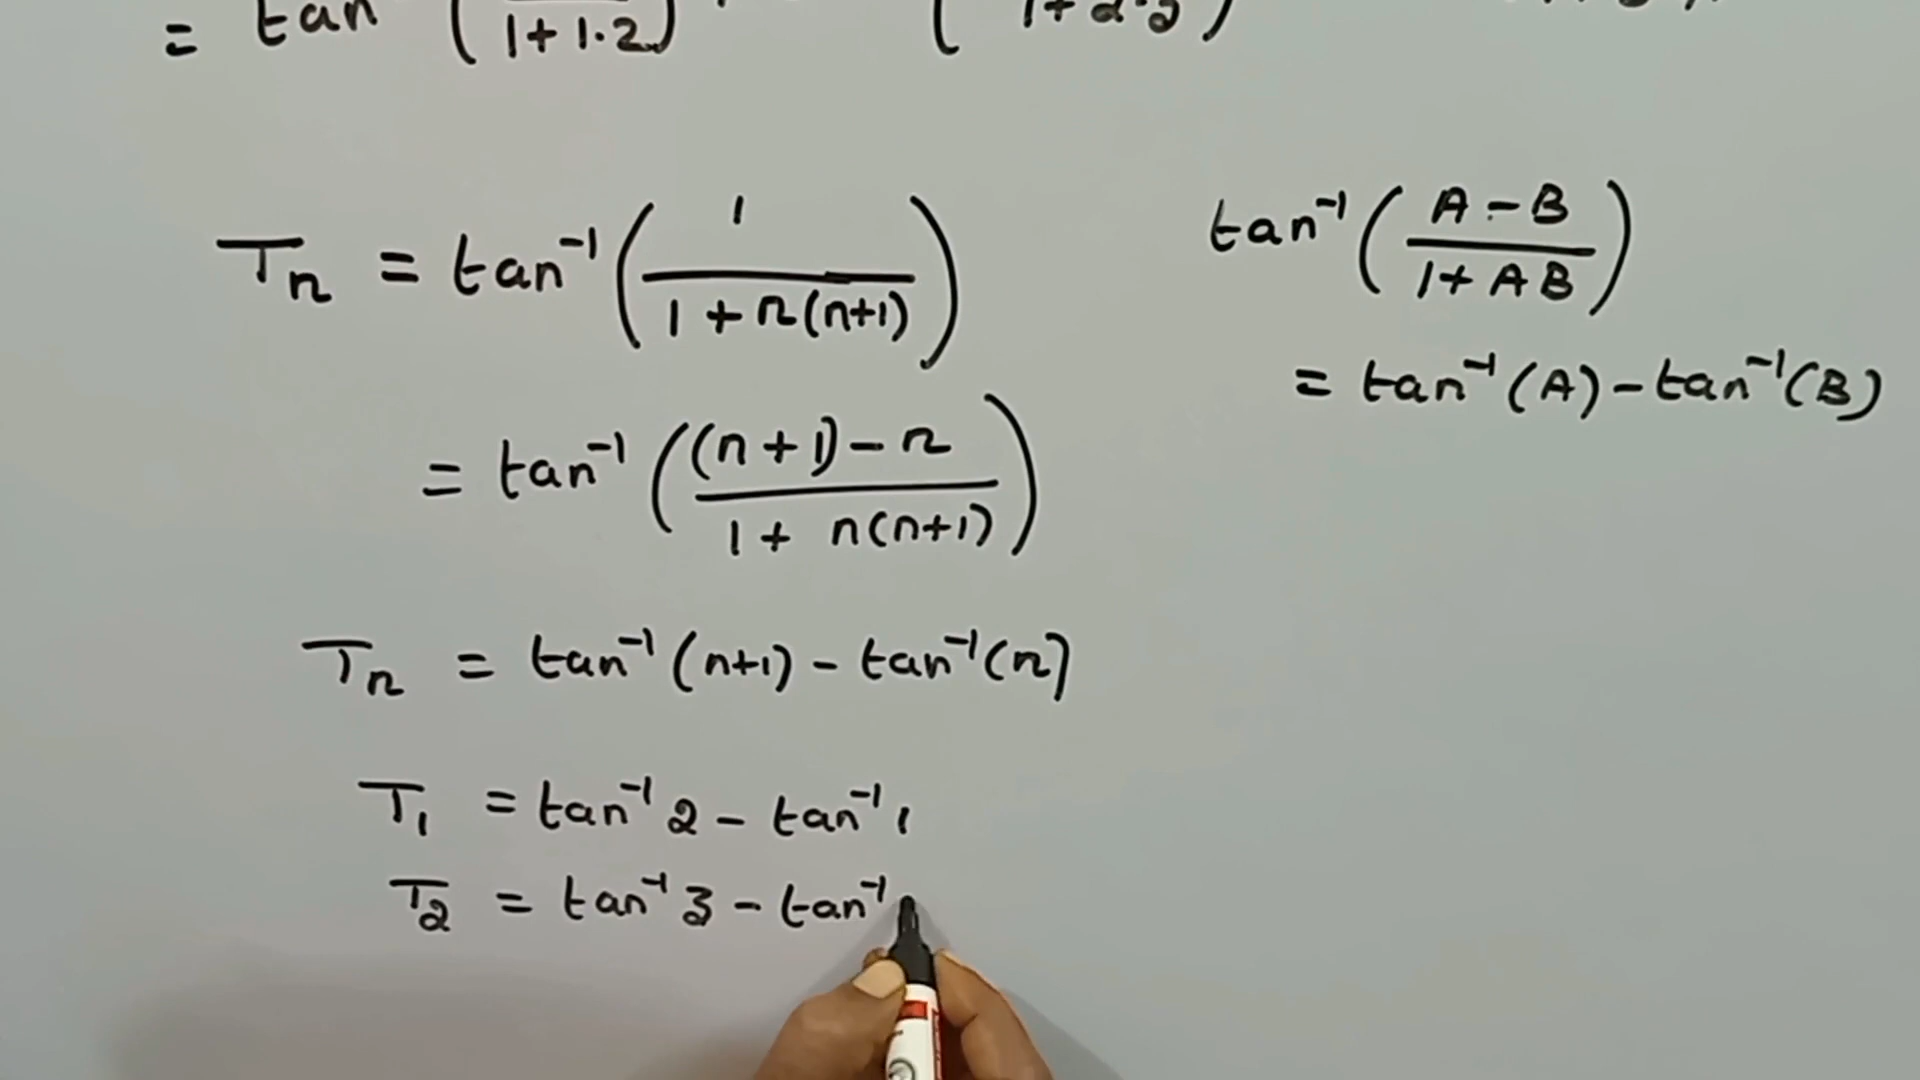 = tan ( 1+1·2 ) ( 1+2·3 )
Tn = tan⁻¹ ( 1 / 1 + n(n+1) )
tan⁻¹ ( A - B / 1 + AB )
= tan⁻¹ (A) - tan⁻¹ (B)
= tan⁻¹ ( (n+1) - n / 1 + n(n+1) )
Tn = tan⁻¹ (n+1) - tan⁻¹ (n)
T₁ = tan⁻¹ 2 - tan⁻¹ 1
T₂ = tan⁻¹ 3 - tan⁻¹